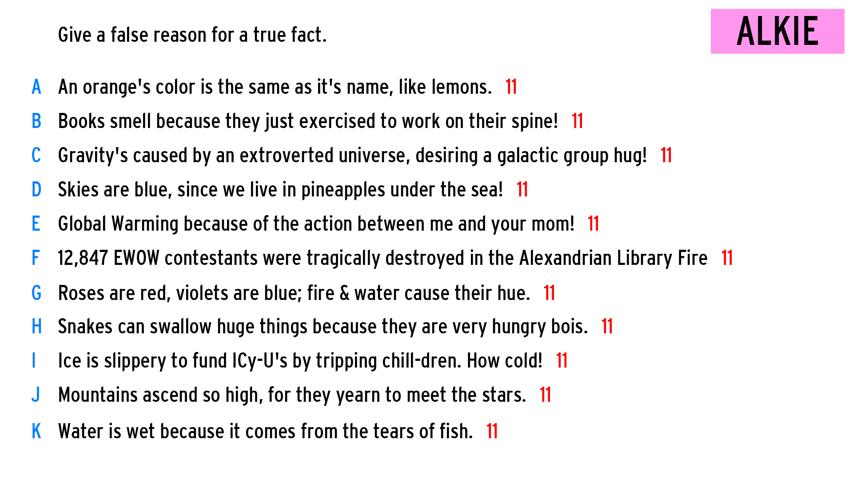 Give a false reason for a true fact.
ALKIE
A An orange's color is the same as it's name, like lemons. 11
B Books smell because they just exercised to work on their spine! 11
C Gravity's caused by an extroverted universe, desiring a galactic group hug! 11
D Skies are blue, since we live in pineapples under the sea! 11
E Global Warming because of the action between me and your mom! 11
F 12,847 EWOW contestants were tragically destroyed in the Alexandrian Library Fire 11
G Roses are red, violets are blue; fire & water cause their hue. 11
H Snakes can swallow huge things because they are very hungry bois. 11
I Ice is slippery to fund ICy-U's by tripping chill-dren. How cold! 11
J Mountains ascend so high, for they yearn to meet the stars. 11
K Water is wet because it comes from the tears of fish. 11